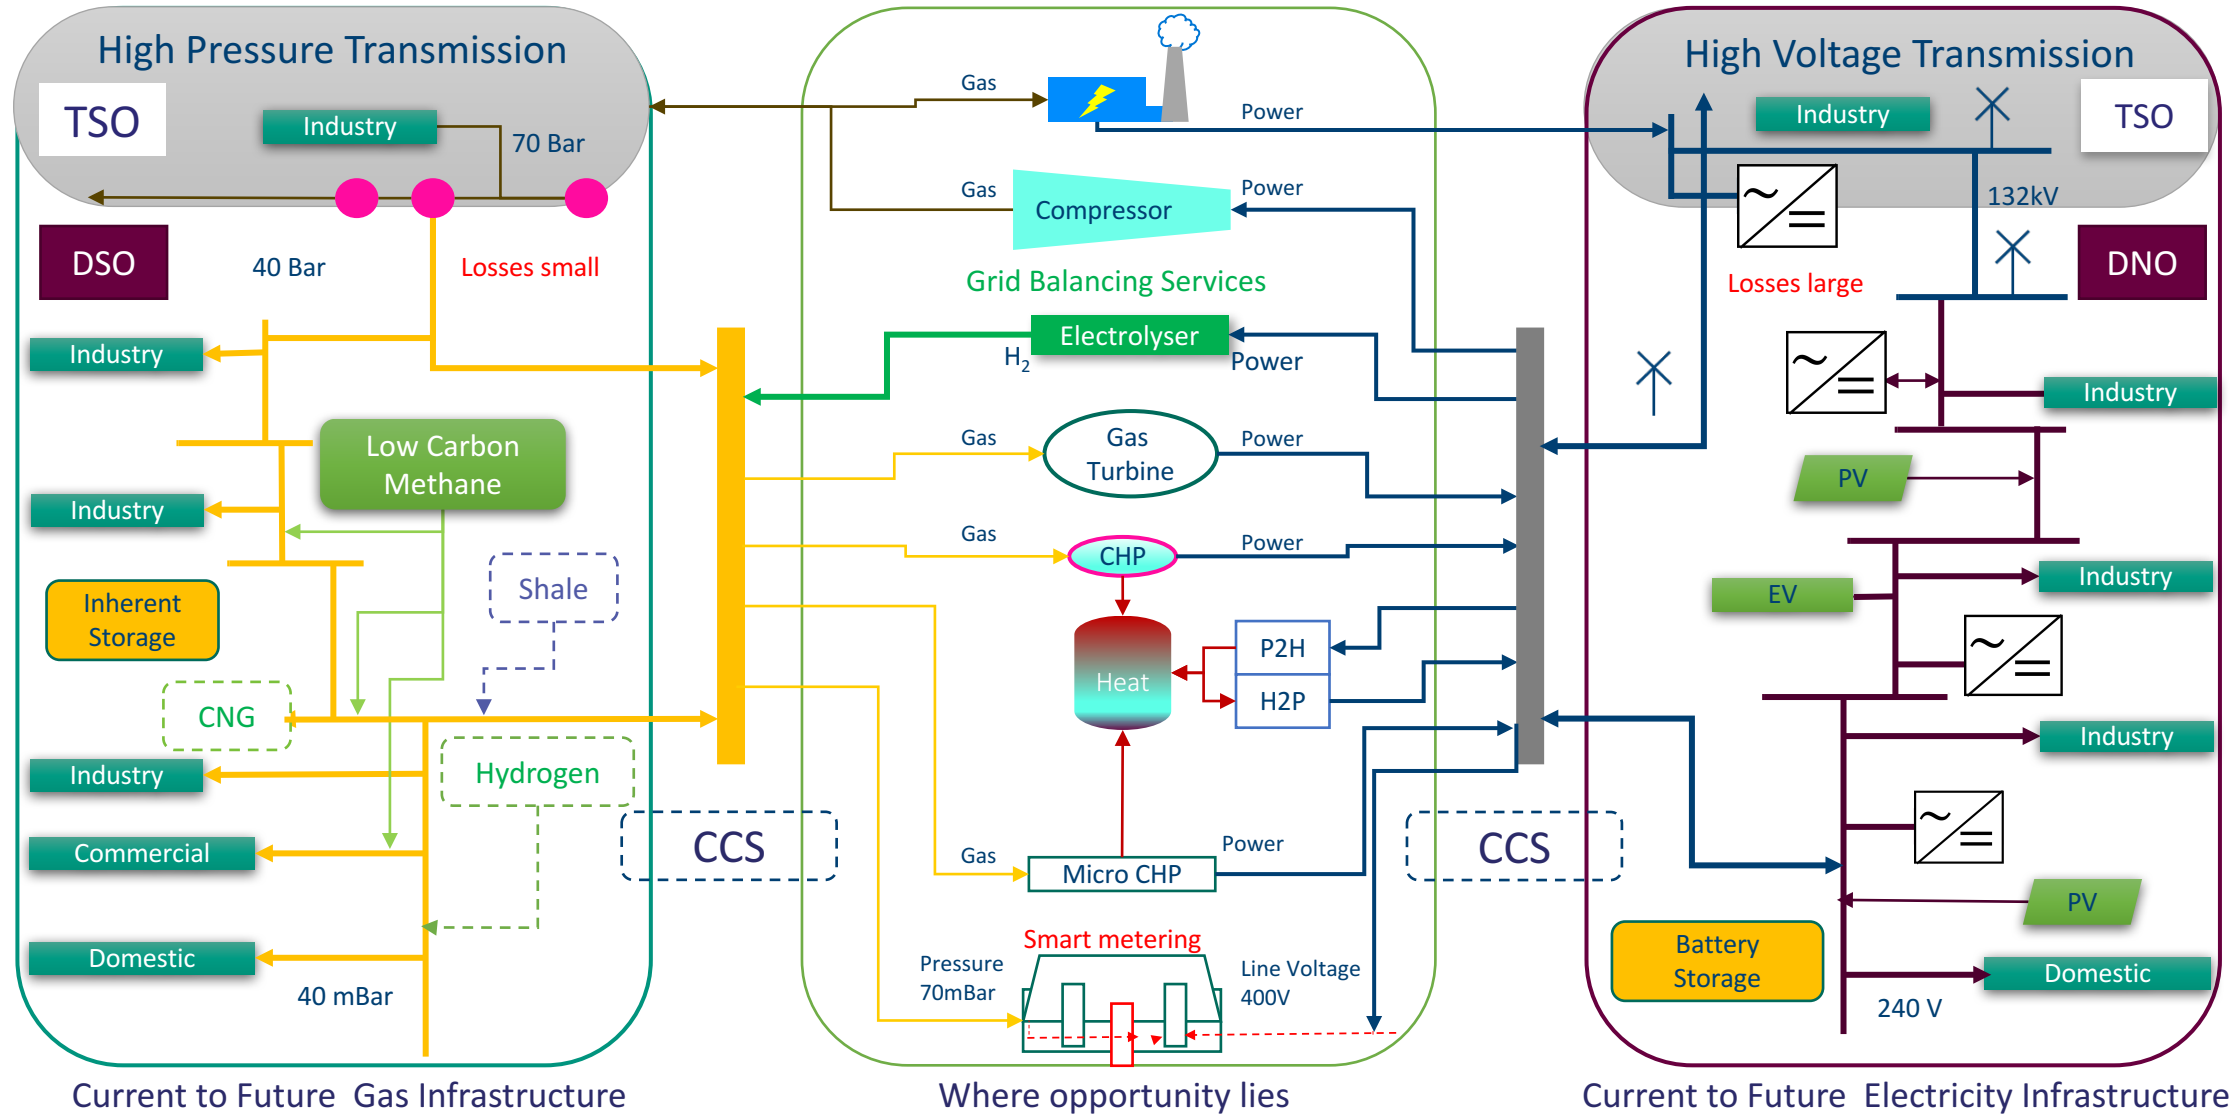 High Pressure Transmission
TSO
Industry
70 Bar
DSO
40 Bar
Losses small
Industry
Low Carbon
Methane
Industry
Shale
Inherent
Storage
CNG
Industry
Hydrogen
Commercial
Domestic
40 mBar
CCS
Current to Future Gas Infrastructure
Gas
Power
Gas
Power
Compressor
Grid Balancing Services
Electrolyser
H2
Power
Gas
Gas
Turbine
Power
Gas
CHP
Power
P2H
Heat
H2P
Gas
Micro CHP
Power
Smart metering
Pressure
70mBar
Line Voltage
400V
Where opportunity lies
High Voltage Transmission
Industry
TSO
132kV
DNO
Losses large
Industry
PV
Industry
EV
Industry
CCS
PV
Battery
Storage
Domestic
240 V
Current to Future Electricity Infrastructure